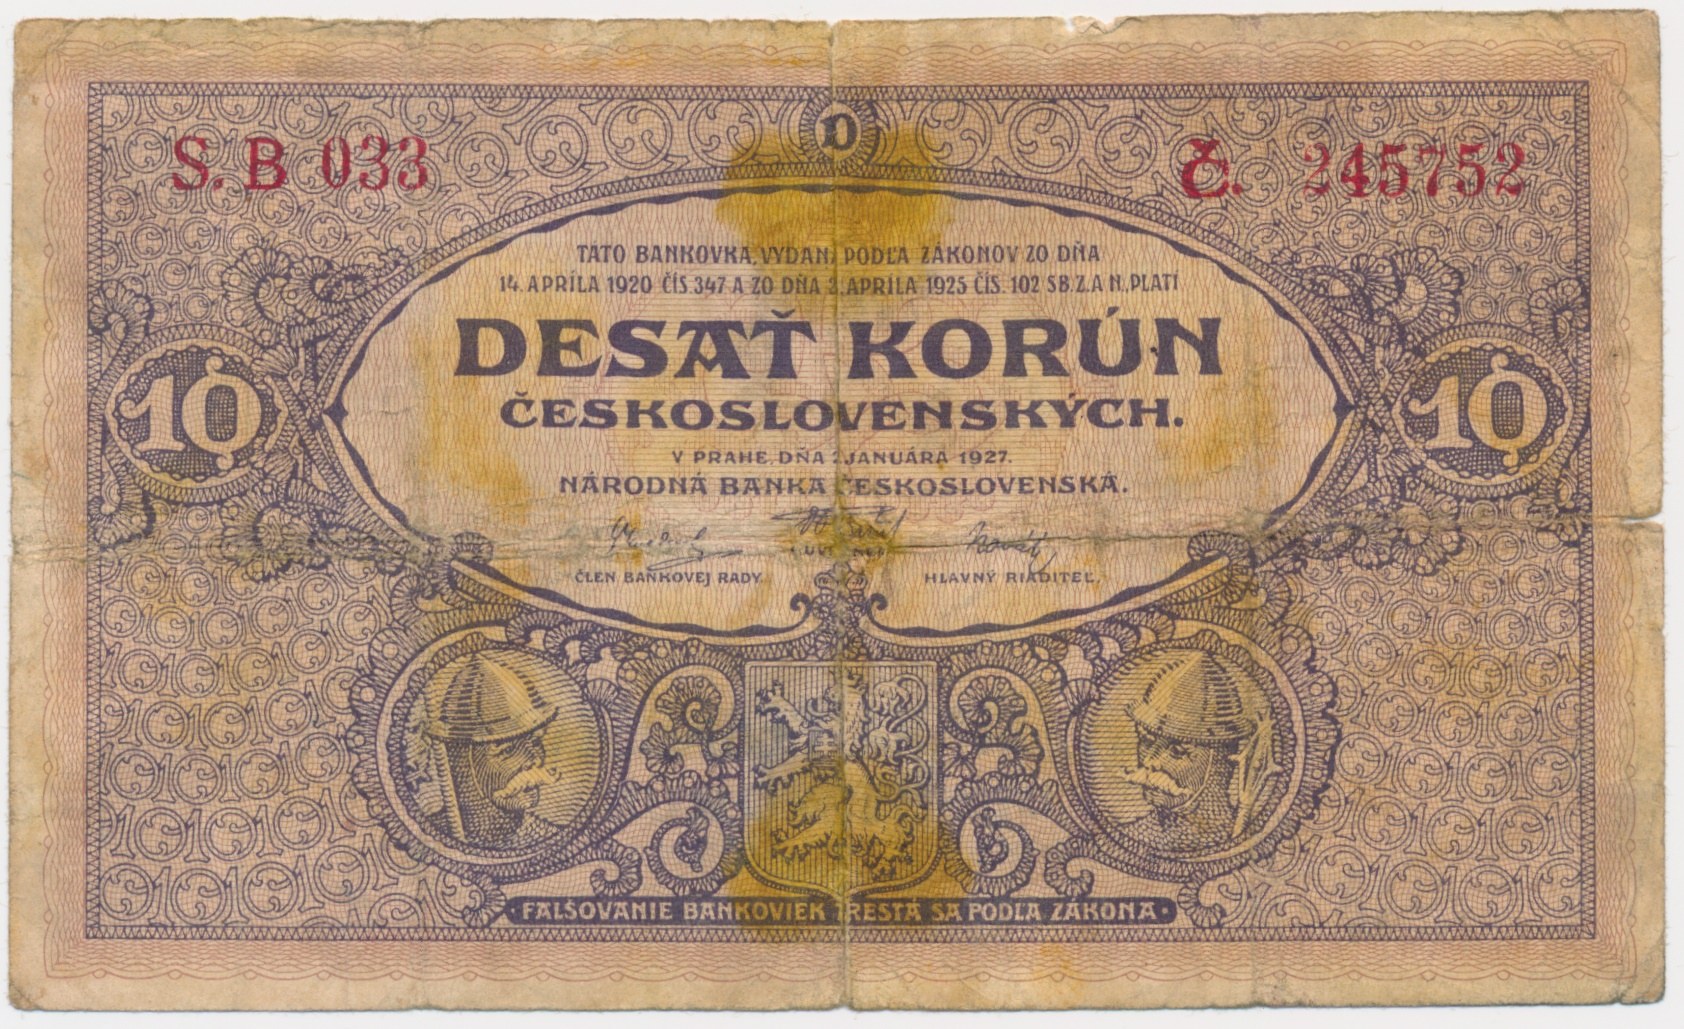 D
S. B 033
Č. 245752
TATO BANKOVKA, VYDANÁ PODĽA ZÁKONOV ZO DŇA
14. APRÍLA 1920 ČÍS. 347 A ZO DŇA 3. APRÍLA 1925 ČÍS. 102 SB. Z. A N., PLATÍ
DESAŤ KORÚN
ČESKOSLOVENSKÝCH.
10
10
V PRAHE, DŇA 2. JANUÁRA 1927.
NÁRODNÁ BANKA ČESKOSLOVENSKÁ.
ČLEN BANKOVEJ RADY.
HLAVNÝ RIADITEĽ.
·FALŠOVANIE BANKOVIEK TRESTÁ SA PODĽA ZÁKONA·